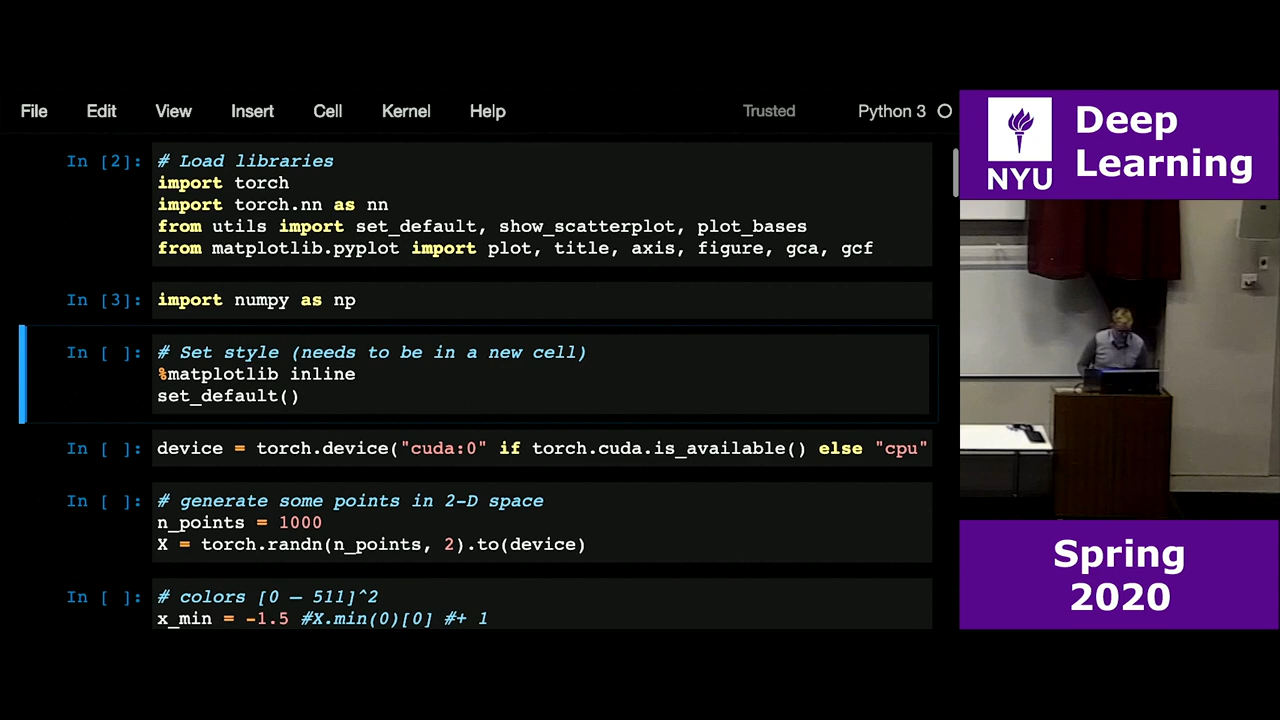 File Edit View Insert Cell Kernel Help Trusted Python 3
In [2]: # Load libraries
import torch
import torch.nn as nn
from utils import set_default, show_scatterplot, plot_bases
from matplotlib.pyplot import plot, title, axis, figure, gca, gcf
In [3]: import numpy as np
In [ ]: # Set style (needs to be in a new cell)
%matplotlib inline
set_default()
In [ ]: device = torch.device("cuda:0" if torch.cuda.is_available() else "cpu"
In [ ]: # generate some points in 2-D space
n_points = 1000
X = torch.randn(n_points, 2).to(device)
In [ ]: # colors [0 – 511]^2
x_min = -1.5 #X.min(0)[0] #+ 1
NYU
Deep
Learning
Spring
2020